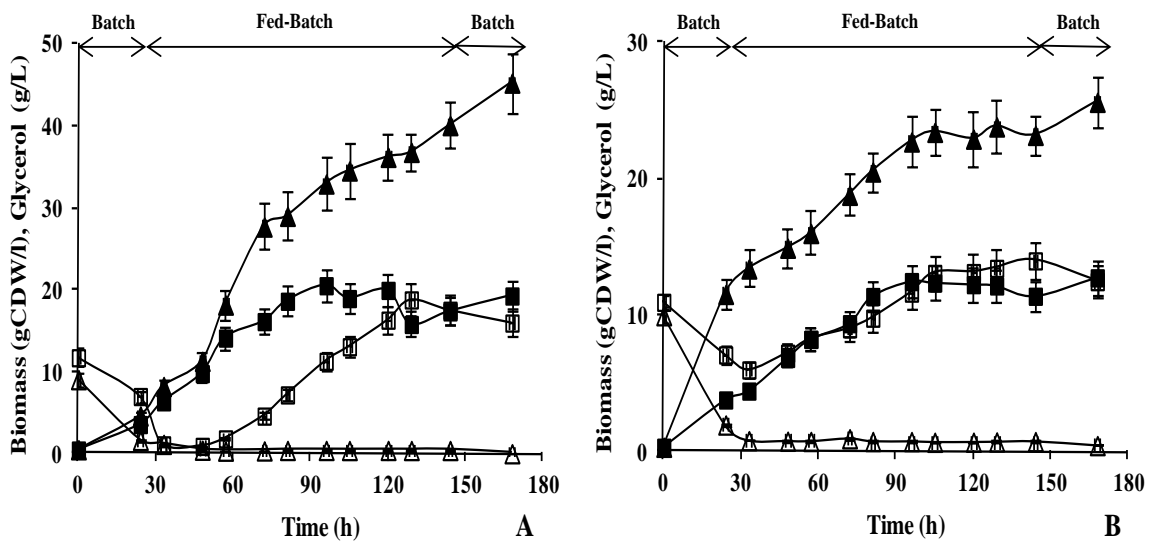 Batch Fed-Batch Batch
50
40
30
20
10
0
Biomass (gCDW/l), Glycerol (g/L)
0 30 60 90 120 150 180
Time (h)
A
Batch Fed-Batch Batch
30
20
10
0
Biomass (gCDW/l), Glycerol (g/L)
0 30 60 90 120 150 180
Time (h)
B